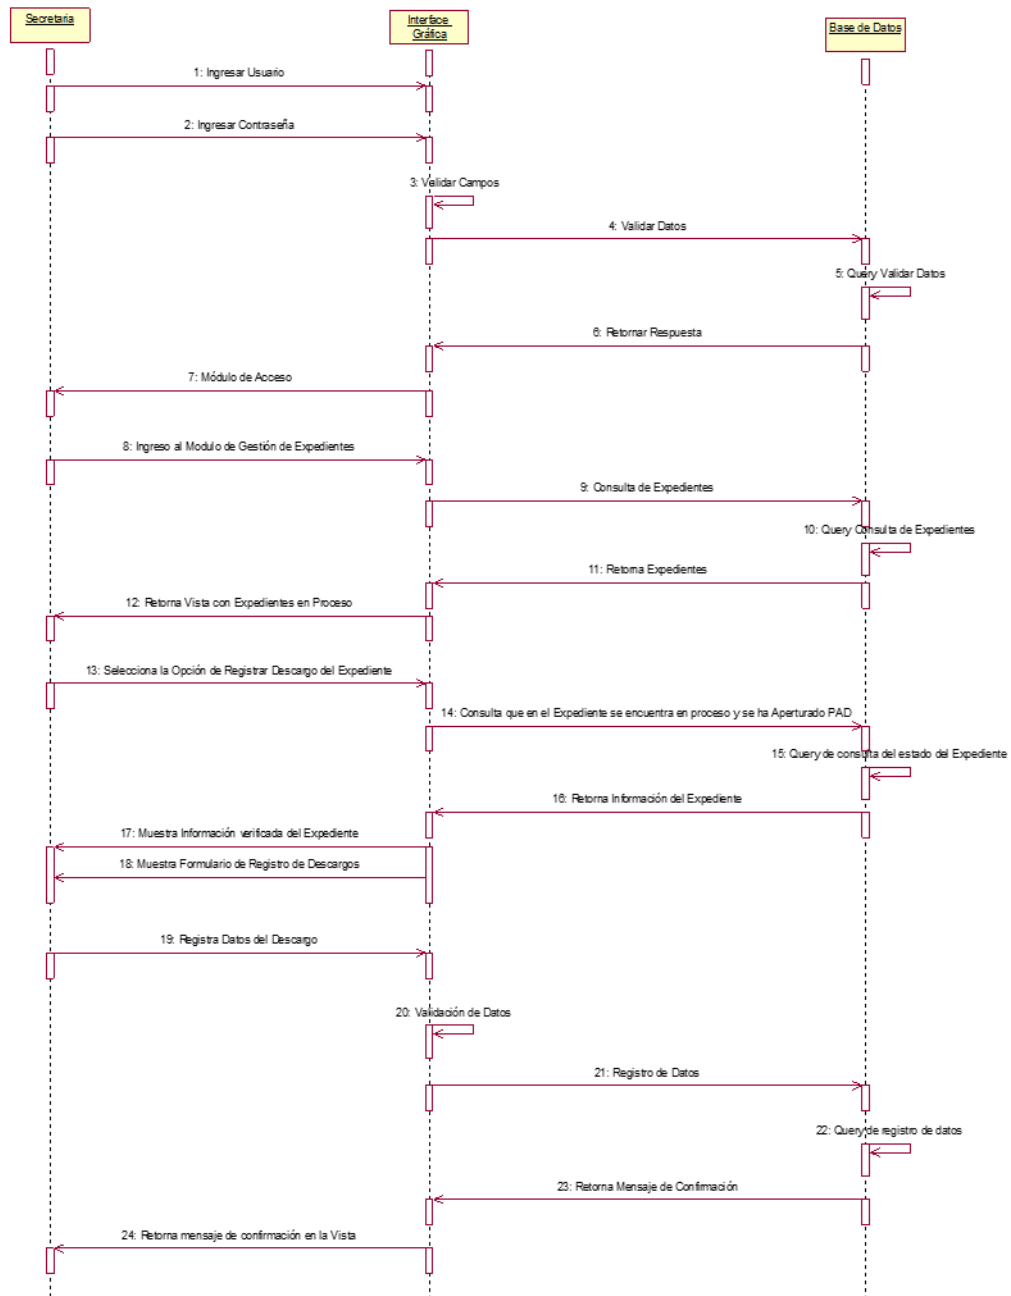 Secretaria
Interface
Gráfica
Base de Datos
1: Ingresar Usuario
2: Ingresar Contraseña
3: Validar Campos
4: Validar Datos
5: Query Validar Datos
6: Retornar Respuesta
7: Módulo de Acceso
8: Ingreso al Modulo de Gestión de Expedientes
9: Consulta de Expedientes
10: Query Consulta de Expedientes
11: Retorna Expedientes
12: Retorna Vista con Expedientes en Proceso
13: Selecciona la Opción de Registrar Descargo del Expediente
14: Consulta que en el Expediente se encuentra en proceso y se ha Aperturado PAD
15: Query de consulta del estado del Expediente
16: Retorna Información del Expediente
17: Muestra Información verificada del Expediente
18: Muestra Formulario de Registro de Descargos
19: Registra Datos del Descargo
20: Validación de Datos
21: Registro de Datos
22: Query de registro de datos
23: Retorna Mensaje de Confirmación
24: Retorna mensaje de confirmación en la Vista